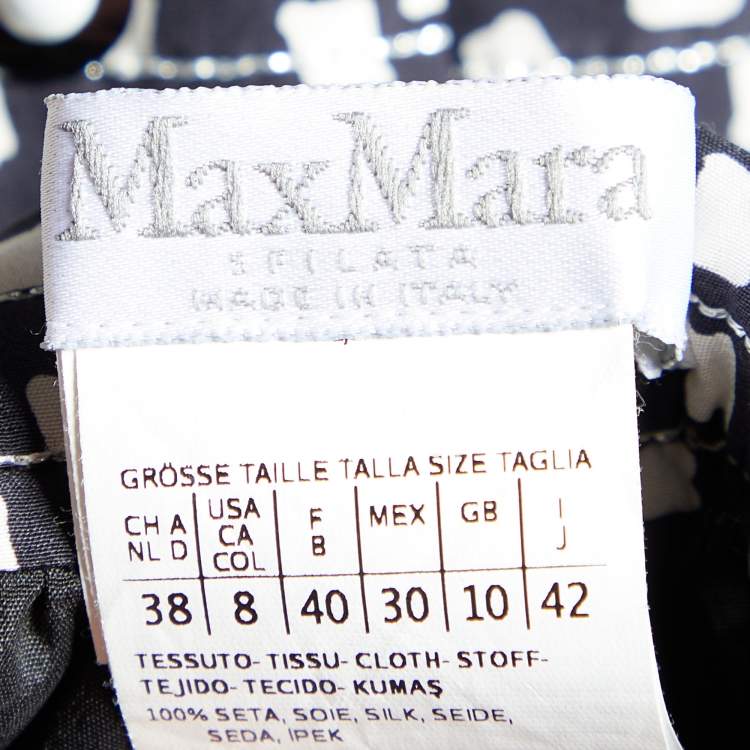 MaxMara
SFILATA
MADE IN ITALY
GRÖSSE TAILLE TALLA SIZE TAGLIA
CH A USA F MEX GB I
NL D CA B J
COL
38 8 40 30 10 42
TESSUTO-TISSU-CLOTH-STOFF-
TEJIDO-TECIDO-KUMAŞ
100% SETA, SOIE, SILK, SEIDE,
SEDA, IPEK